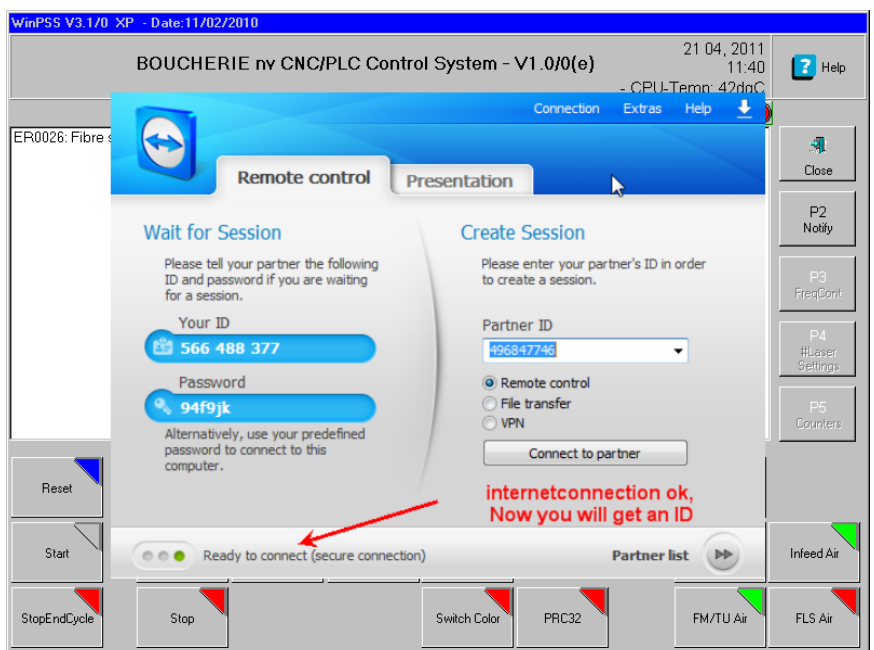 WinPSS V3.1/0 XP - Date:11/02/2010
BOUCHERIE nv CNC/PLC Control System - V1.0/0(e)
21 04, 2011
11:40
- CPU-Temp: 42dgC
Help
ER0026: Fibre
Connection Extras Help
Remote control
Presentation
Close
P2
Notify
P3
FreqCont
P4
#Laser
Settings
P5
Counters
Wait for Session
Please tell your partner the following
ID and password if you are waiting
for a session.
Your ID
566 488 377
Password
94f9jk
Alternatively, use your predefined
password to connect to this
computer.
Create Session
Please enter your partner's ID in order
to create a session.
Partner ID
496847746
Remote control
File transfer
VPN
Connect to partner
internetconnection ok,
Now you will get an ID
Ready to connect (secure connection)
Partner list
Reset
Start
Infeed Air
StopEndCycle
Stop
Switch Color
PRC32
FM/TU Air
FLS Air